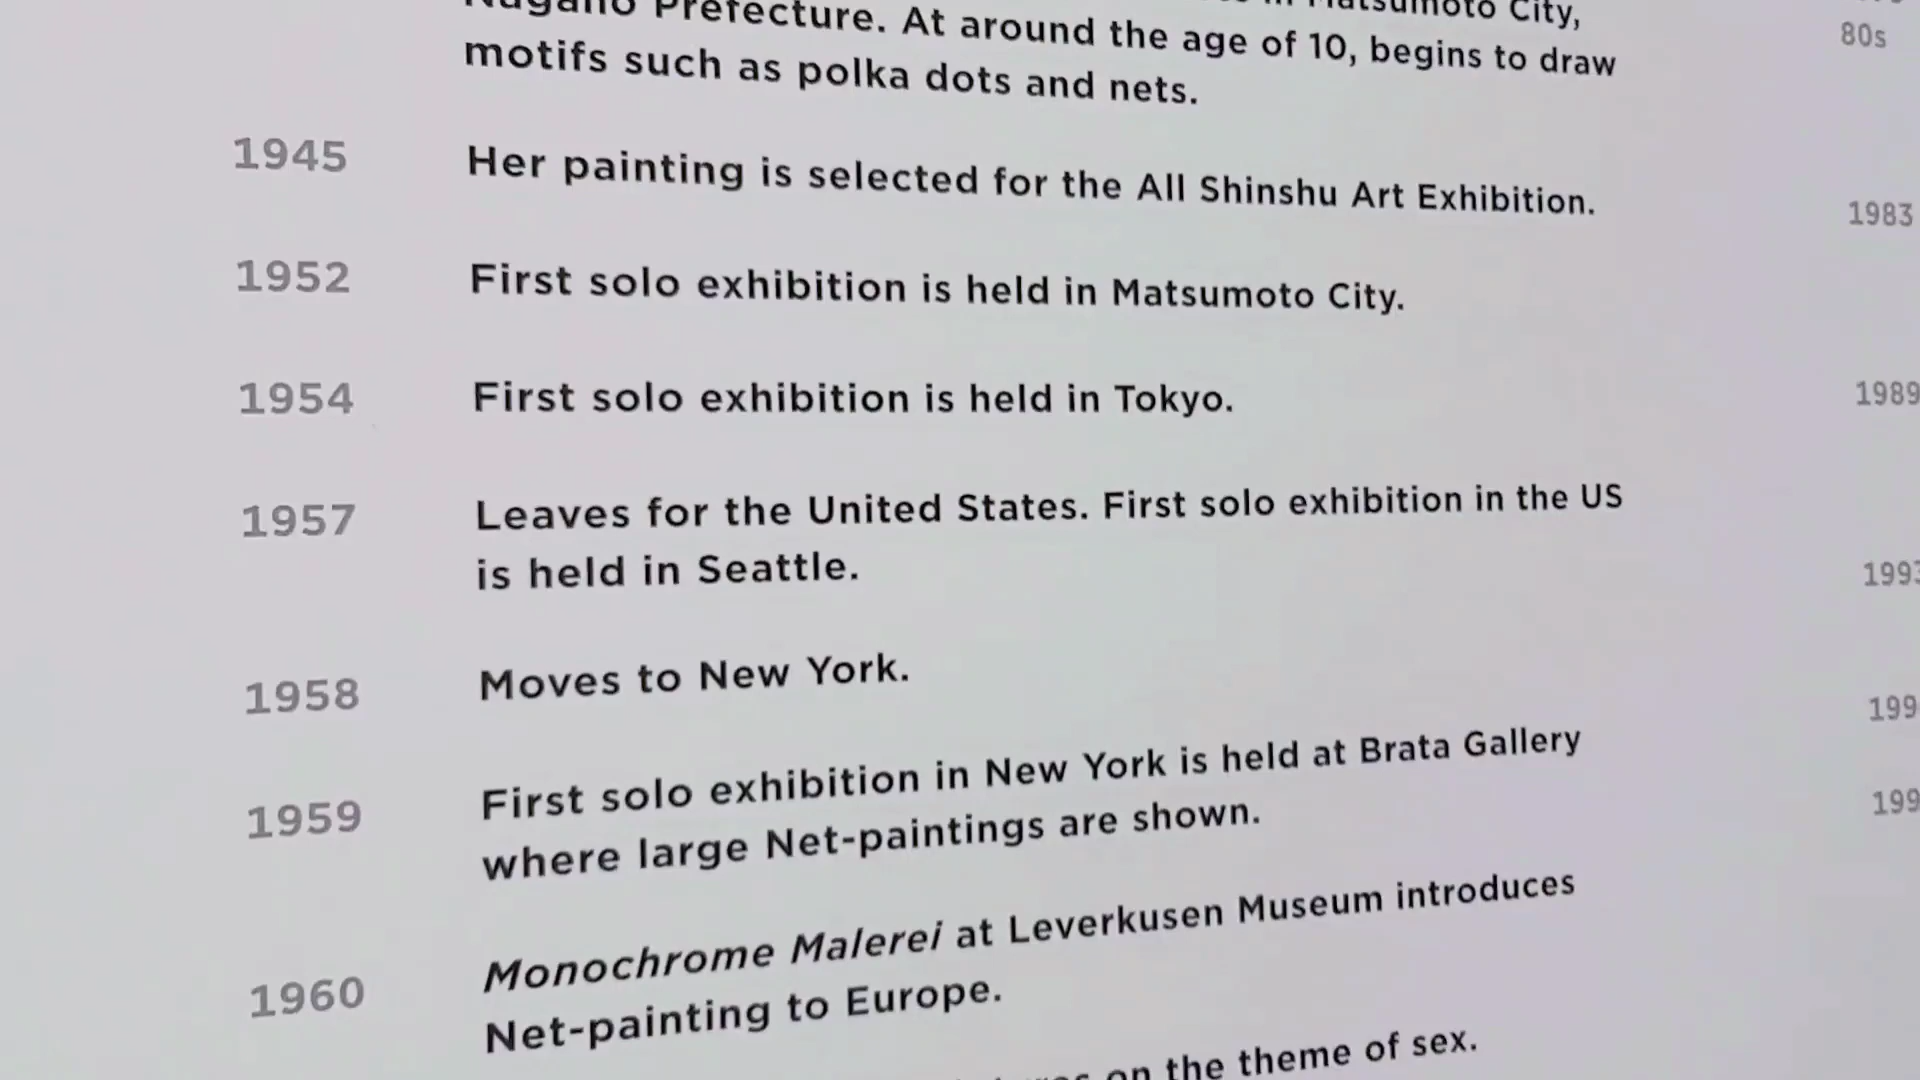 Nagano Prefecture. At around the age of 10, begins to draw
motifs such as polka dots and nets.
1945 Her painting is selected for the All Shinshu Art Exhibition.
1952 First solo exhibition is held in Matsumoto City.
1954 First solo exhibition is held in Tokyo.
1957 Leaves for the United States. First solo exhibition in the US
is held in Seattle.
1958 Moves to New York.
1959 First solo exhibition in New York is held at Brata Gallery
where large Net-paintings are shown.
1960 Monochrome Malerei at Leverkusen Museum introduces
Net-painting to Europe.
on the theme of sex.
80s
1983
1989
1993
199
199